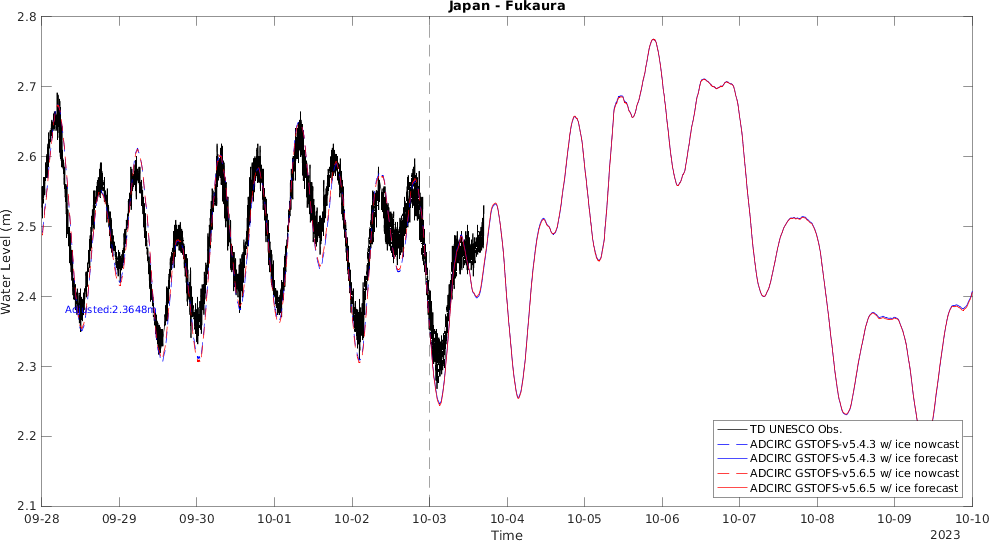 Japan - Fukaura
2.8
2.7
2.6
2.5
2.4
2.3
2.2
2.1
Water Level (m)
Adjusted:2.3648m
TD UNESCO Obs.
ADCIRC GSTOFS-v5.4.3 w/ ice nowcast
ADCIRC GSTOFS-v5.4.3 w/ ice forecast
ADCIRC GSTOFS-v5.6.5 w/ ice nowcast
ADCIRC GSTOFS-v5.6.5 w/ ice forecast
09-28 09-29 09-30 10-01 10-02 10-03 10-04 10-05 10-06 10-07 10-08 10-09 10-10
Time
2023